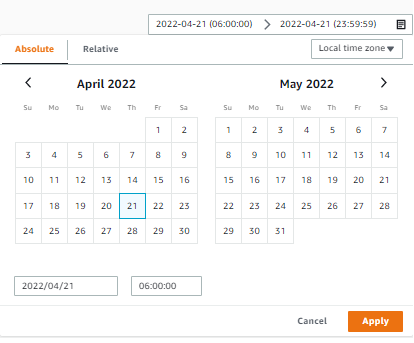 2022-04-21 (06:00:00) 2022-04-21 (23:59:59)
Absolute Relative Local time zone
April 2022 May 2022
Su Mo Tu We Th Fr Sa Su Mo Tu We Th Fr Sa
1 2 1 2 3 4 5 6 7
3 4 5 6 7 8 9 8 9 10 11 12 13 14
10 11 12 13 14 15 16 15 16 17 18 19 20 21
17 18 19 20 21 22 23 22 23 24 25 26 27 28
24 25 26 27 28 29 30 29 30 31
2022/04/21 06:00:00
Cancel Apply